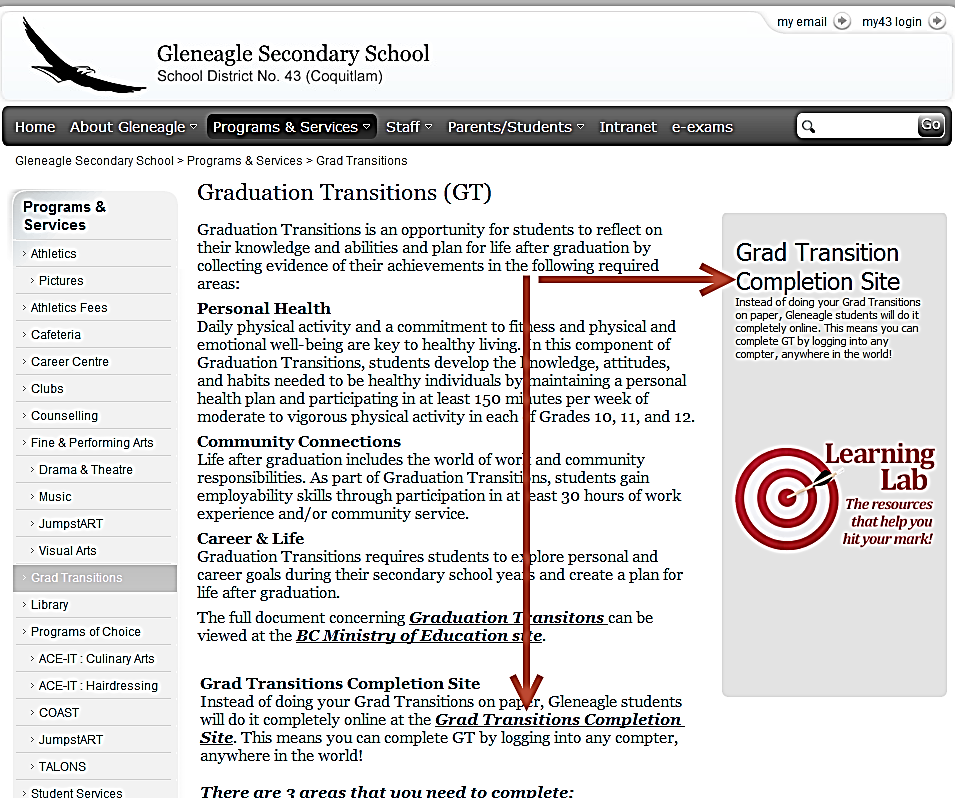 my email
my43 login
Gleneagle Secondary School
School District No. 43 (Coquitlam)
Home About Gleneagle Programs & Services Staff Parents/Students Intranet e-exams Go
Gleneagle Secondary School > Programs & Services > Grad Transitions
Programs &
Services
Athletics
Pictures
Athletics Fees
Cafeteria
Career Centre
Clubs
Counselling
Fine & Performing Arts
Drama & Theatre
Music
JumpstART
Visual Arts
Grad Transitions
Library
Programs of Choice
ACE-IT : Culinary Arts
ACE-IT : Hairdressing
COAST
JumpstART
TALONS
Student Services
Graduation Transitions (GT)
Graduation Transitions is an opportunity for students to reflect on
their knowledge and abilities and plan for life after graduation by
collecting evidence of their achievements in the following required
areas:
Personal Health
Daily physical activity and a commitment to fitness and physical and
emotional well-being are key to healthy living. In this component of
Graduation Transitions, students develop the knowledge, attitudes,
and habits needed to be healthy individuals by maintaining a personal
health plan and participating in at least 150 minutes per week of
moderate to vigorous physical activity in each of Grades 10, 11, and 12.
Community Connections
Life after graduation includes the world of work and community
responsibilities. As part of Graduation Transitions, students gain
employability skills through participation in at least 30 hours of work
experience and/or community service.
Career & Life
Graduation Transitions requires students to explore personal and
career goals during their secondary school years and create a plan for
life after graduation.
The full document concerning Graduation Transitons can be
viewed at the BC Ministry of Education site.
Grad Transitions Completion Site
Instead of doing your Grad Transitions on paper, Gleneagle students
will do it completely online at the Grad Transitions Completion
Site. This means you can complete GT by logging into any compter,
anywhere in the world!
There are 3 areas that you need to complete:
Grad Transition
Completion Site
Instead of doing your Grad Transitions
on paper, Gleneagle students will do it
completely online. This means you can
complete GT by logging into any
compter, anywhere in the world!
Learning
Lab
The resources
that help you
hit your mark!